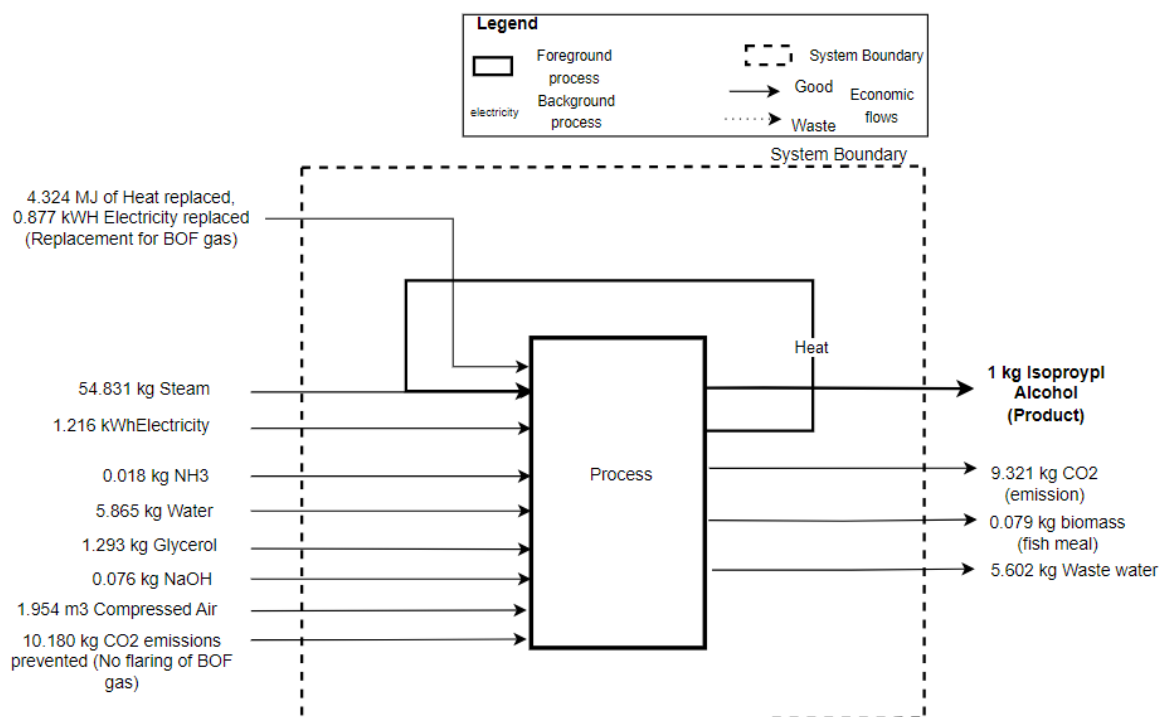 Legend
Foreground
process
System Boundary
electricity
Background
process
Good
Waste
Economic
flows
System Boundary
4.324 MJ of Heat replaced,
0.877 kWH Electricity replaced
(Replacement for BOF gas)
Heat
54.831 kg Steam
1.216 kWhElectricity
0.018 kg NH3
5.865 kg Water
1.293 kg Glycerol
0.076 kg NaOH
1.954 m3 Compressed Air
10.180 kg CO2 emissions
prevented (No flaring of BOF
gas)
Process
1 kg Isoproypl
Alcohol
(Product)
9.321 kg CO2
(emission)
0.079 kg biomass
(fish meal)
5.602 kg Waste water